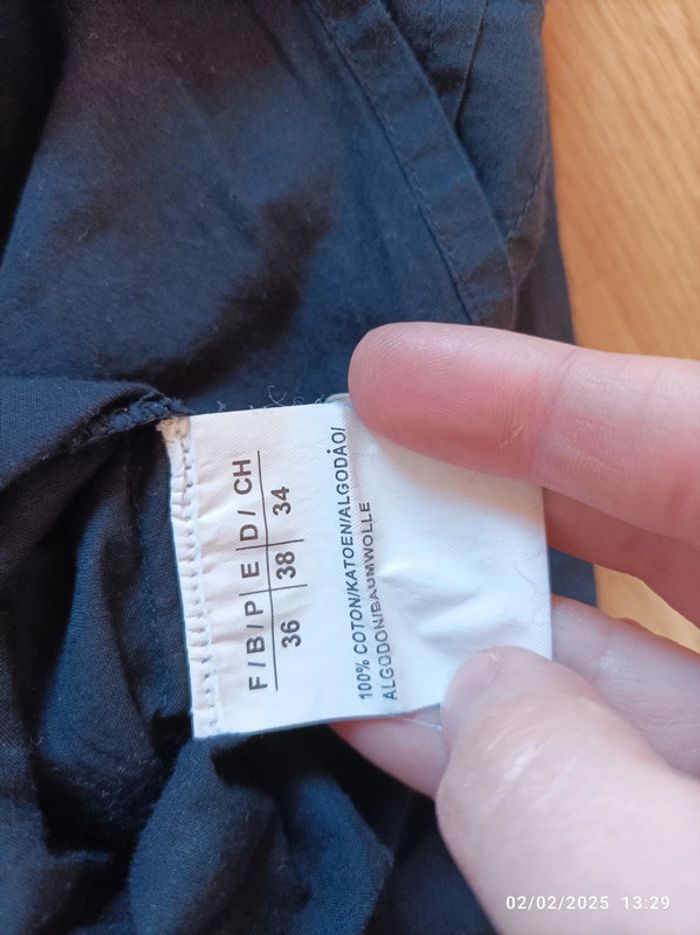 F / B / P / E D / CH
36 38 34
100% COTON/KATOEN/ALGODÃO/
ALGODON/BAUMWOLLE
02/02/2025 13:29